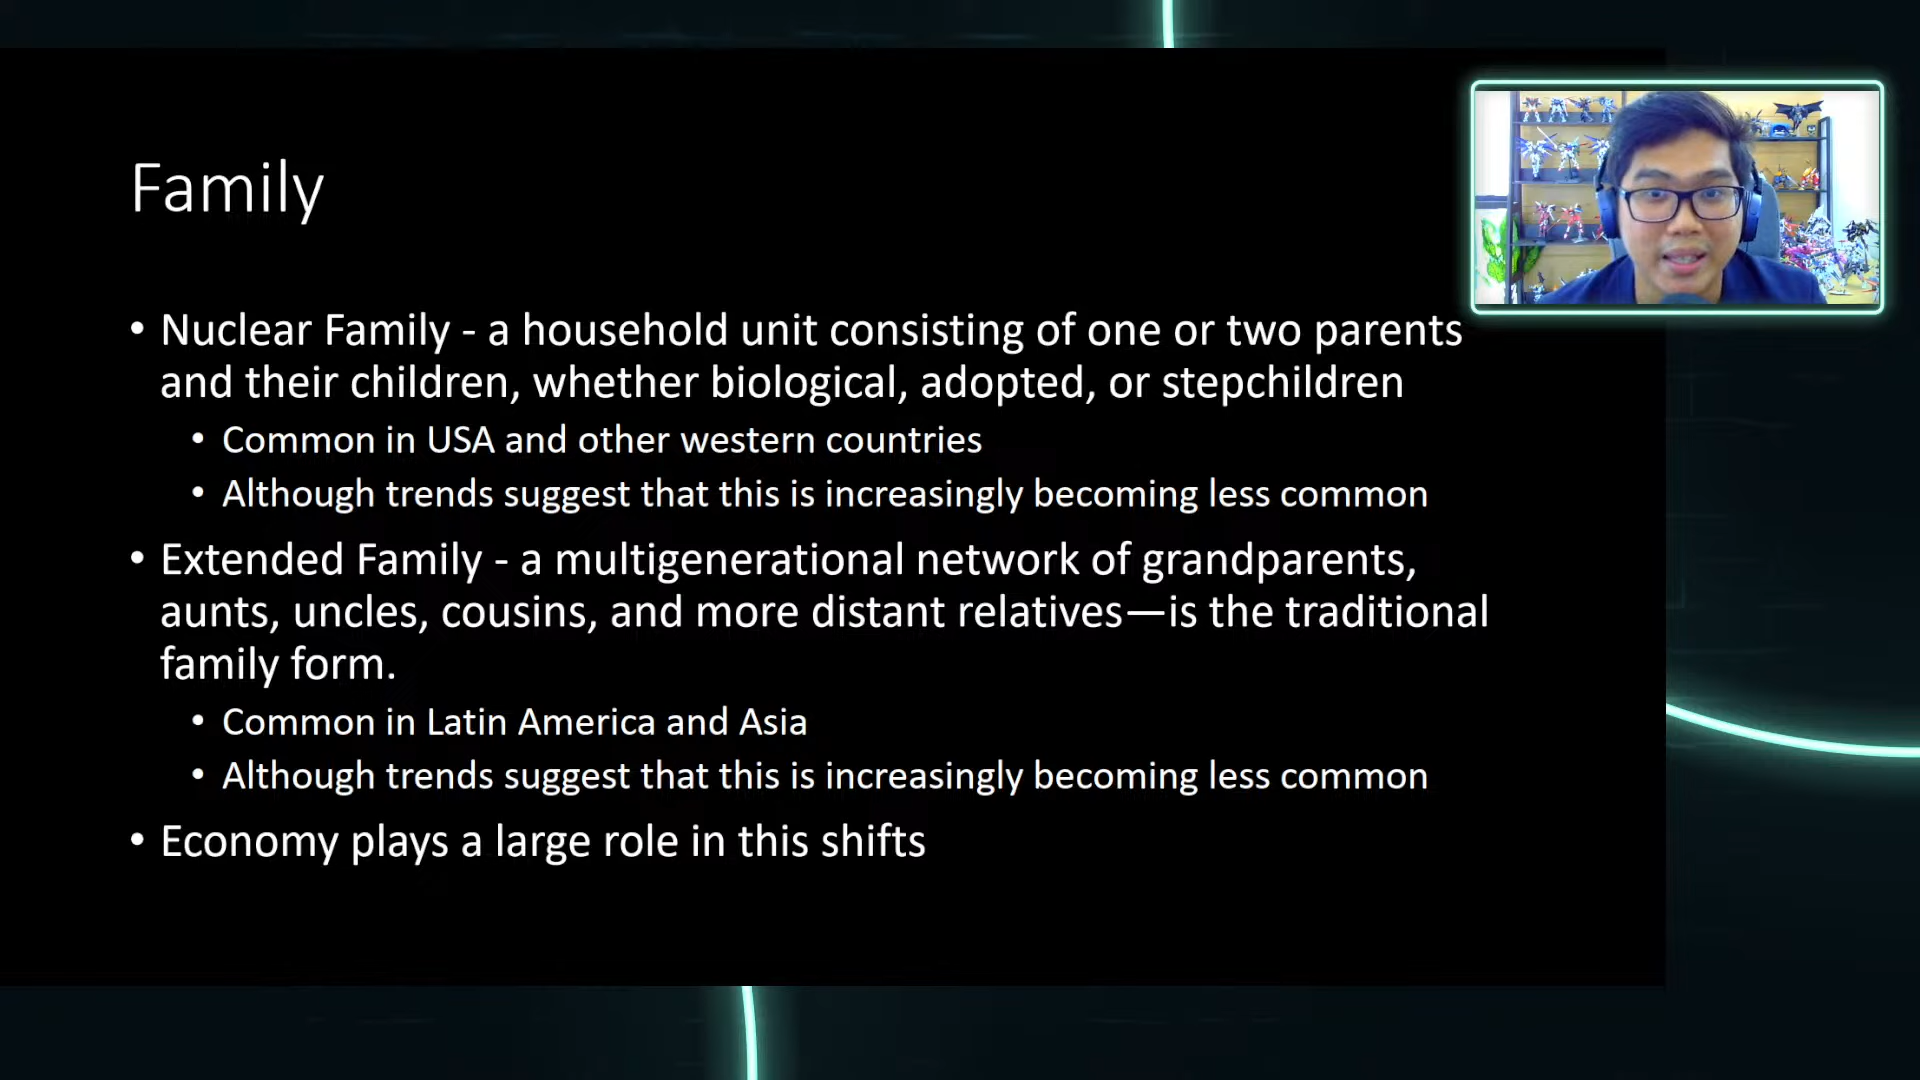 Family
• Nuclear Family - a household unit consisting of one or two parents
and their children, whether biological, adopted, or stepchildren
• Common in USA and other western countries
• Although trends suggest that this is increasingly becoming less common
• Extended Family - a multigenerational network of grandparents,
aunts, uncles, cousins, and more distant relatives—is the traditional
family form.
• Common in Latin America and Asia
• Although trends suggest that this is increasingly becoming less common
• Economy plays a large role in this shifts